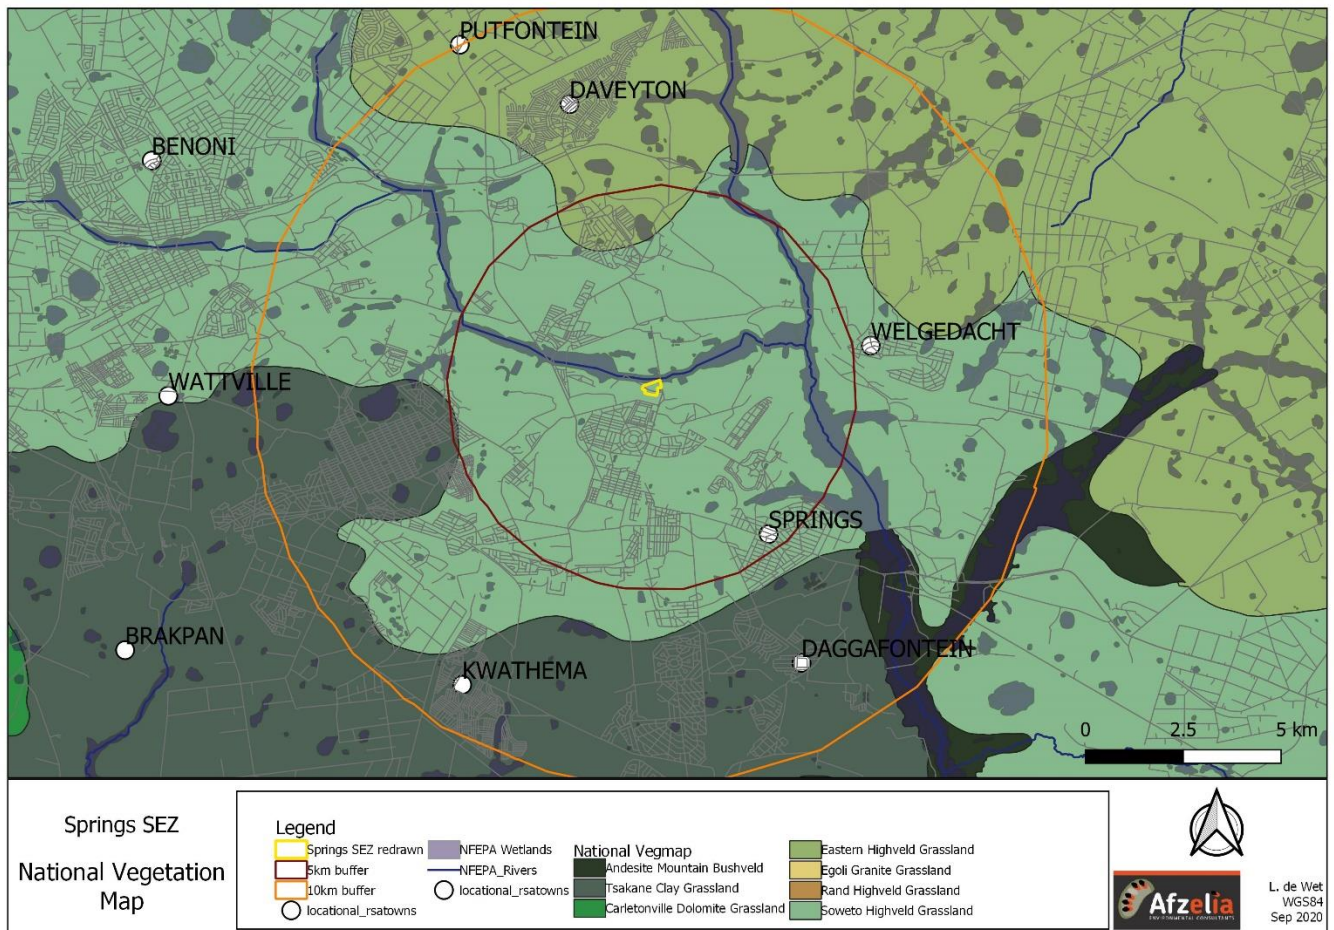 PUTFONTEIN
DAVEYTON
BENONI
WELGEDACHT
WATTVILLE
SPRINGS
BRAKPAN
DAGGAFONTEIN
KWATHEMA
0 2.5 5 km
Springs SEZ
National Vegetation
Map
Legend
Springs SEZ redrawn
5km buffer
10km buffer
locational_rsatowns
NFEPA Wetlands
NFEPA_Rivers
locational_rsatowns
National Vegmap
Andesite Mountain Bushveld
Tsakane Clay Grassland
Carletonville Dolomite Grassland
Eastern Highveld Grassland
Egoli Granite Grassland
Rand Highveld Grassland
Soweto Highveld Grassland
Afzelia
ENVIRONMENTAL CONSULTANTS
L. de Wet
WGS84
Sep 2020